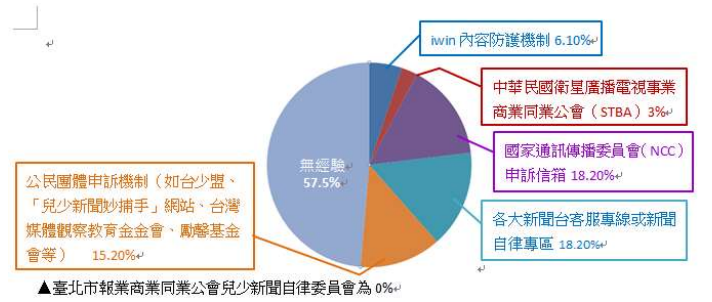 iwin 內容防護機制 6.10%
中華民國衛星廣播電視事業
商業同業公會（STBA）3%
國家通訊傳播委員會（NCC）
申訴信箱 18.20%
各大新聞台客服專線或新聞
自律專區 18.20%
無經驗
57.5%
公民團體申訴機制（如台少盟、
「兒少新聞妙捕手」網站、台灣
媒體觀察教育金金會、勵馨基金
會等） 15.20%
▲臺北市報業商業同業公會兒少新聞自律委員會為 0%